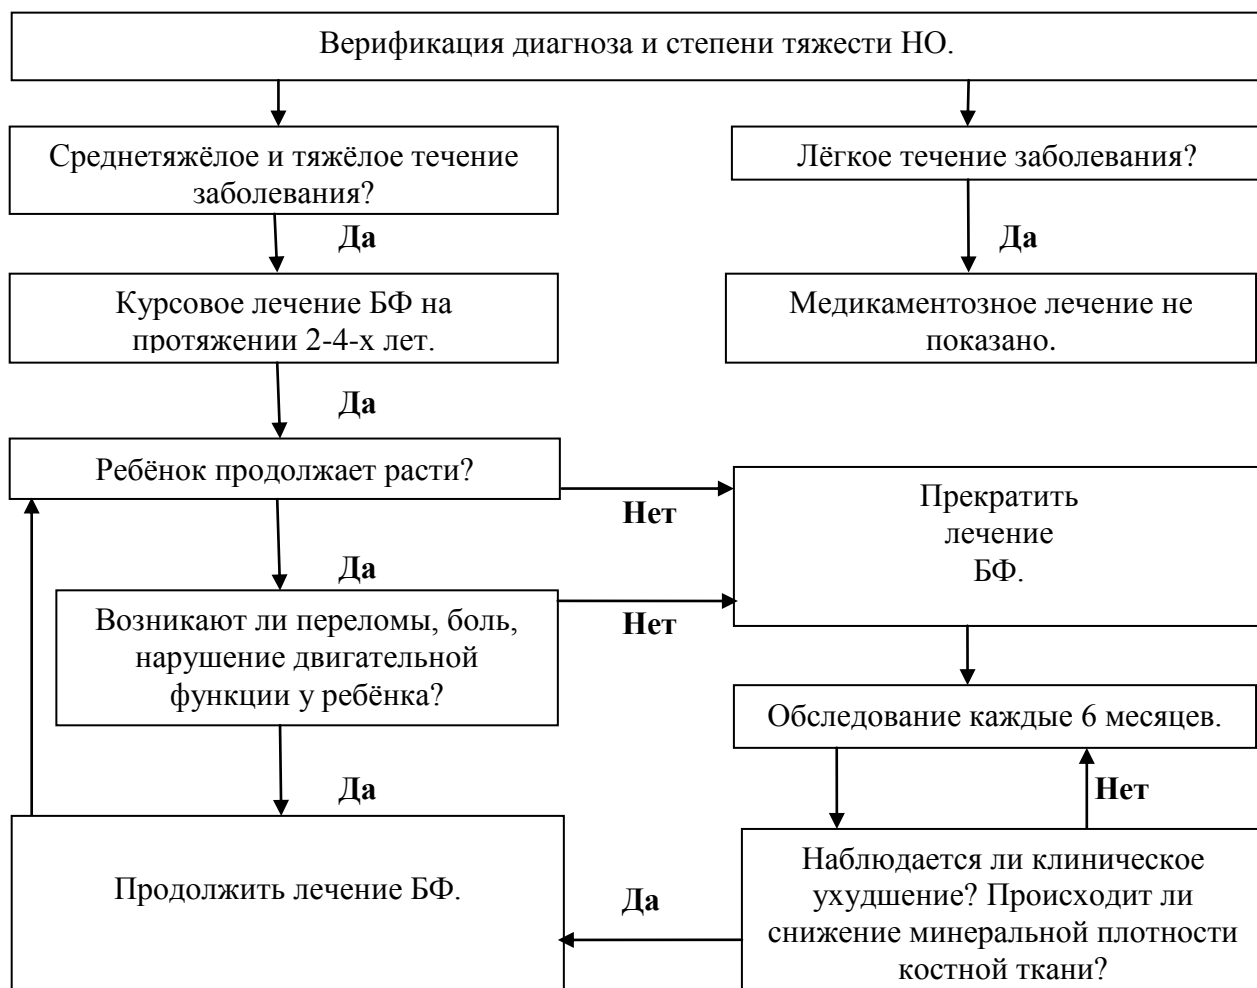 Верификация диагноза и степени тяжести НО.
Среднетяжёлое и тяжёлое течение
заболевания?
Лёгкое течение заболевания?
Да
Да
Курсовое лечение БФ на
протяжении 2-4-х лет.
Медикаментозное лечение не
показано.
Да
Ребёнок продолжает расти?
Нет
Прекратить
лечение
БФ.
Да
Возникают ли переломы, боль,
нарушение двигательной
функции у ребёнка?
Нет
Обследование каждые 6 месяцев.
Да
Нет
Продолжить лечение БФ.
Да
Наблюдается ли клиническое
ухудшение? Происходит ли
снижение минеральной плотности
костной ткани?